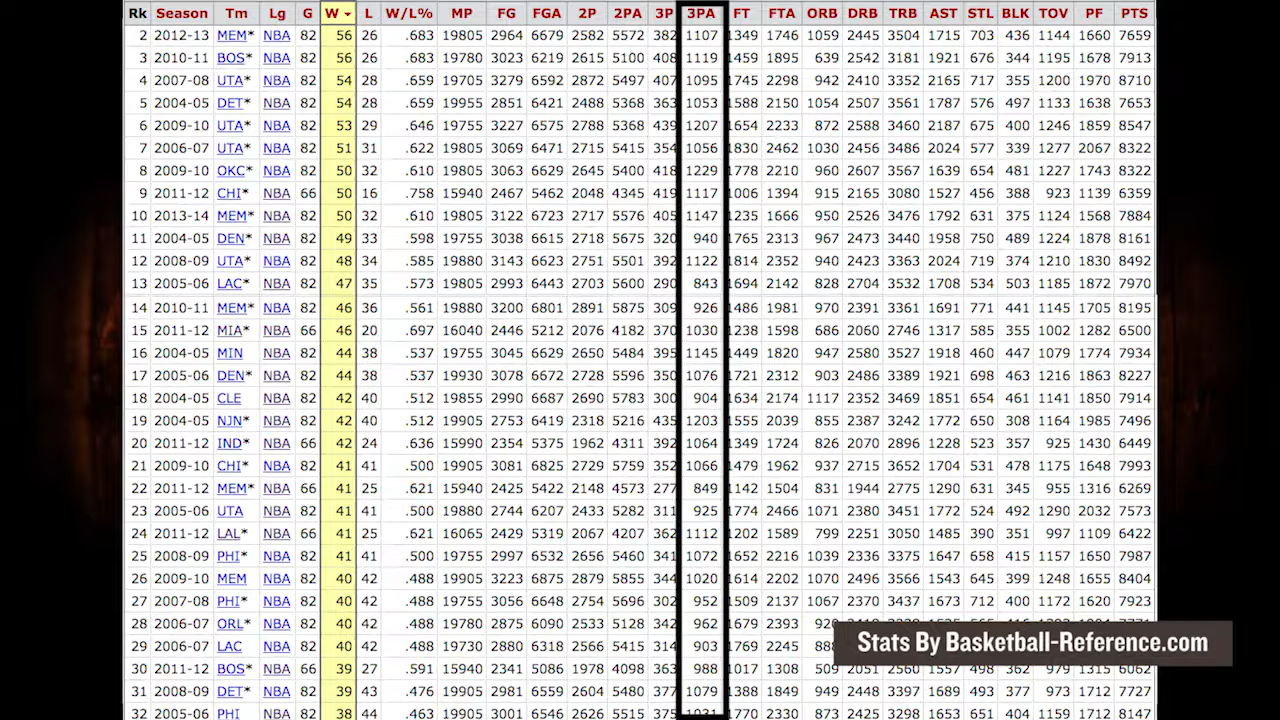 Rk Season Tm Lg G W L W/L% MP FG FGA 2P 2PA 3P 3PA FT FTA ORB DRB TRB AST STL BLK TOV PF PTS
2 2012-13 MEM* NBA 82 56 26 .683 19805 2964 6679 2582 5572 382 1107 1349 1746 1059 2445 3504 1715 703 436 1144 1660 7659
3 2010-11 BOS* NBA 82 56 26 .683 19780 3023 6219 2615 5100 408 1119 1459 1895 639 2542 3181 1921 676 344 1195 1678 7913
4 2007-08 UTA* NBA 82 54 28 .659 19705 3279 6592 2872 5497 407 1095 1745 2298 942 2410 3352 2165 717 355 1200 1970 8710
5 2004-05 DET* NBA 82 54 28 .659 19955 2851 6421 2488 5368 363 1053 1588 2150 1054 2507 3561 1787 576 497 1133 1638 7653
6 2009-10 UTA* NBA 82 53 29 .646 19755 3227 6575 2788 5368 439 1207 1654 2233 872 2588 3460 2187 675 400 1246 1859 8547
7 2006-07 UTA* NBA 82 51 31 .622 19755 3069 6471 2715 5415 354 1056 1830 2462 1030 2456 3486 2024 577 339 1277 2067 8322
8 2009-10 OKC* NBA 82 50 32 .610 19805 3063 6629 2645 5400 418 1229 1778 2210 960 2607 3567 1639 654 481 1227 1743 8322
9 2011-12 CHI* NBA 66 50 16 .758 15940 2467 5462 2048 4345 419 1117 1006 1394 915 2165 3080 1527 456 388 923 1139 6359
10 2013-14 MEM* NBA 82 50 32 .610 19805 3122 6723 2717 5576 405 1147 1235 1666 950 2526 3476 1792 631 375 1124 1568 7884
11 2004-05 DEN* NBA 82 49 33 .598 19755 3038 6615 2718 5675 320 940 1765 2313 967 2473 3440 1958 750 489 1224 1878 8161
12 2008-09 UTA* NBA 82 48 34 .585 19880 3143 6623 2751 5501 392 1122 1814 2352 940 2423 3363 2024 719 374 1210 1830 8492
13 2005-06 LAC* NBA 82 47 35 .573 19805 2993 6443 2703 5600 290 843 1694 2142 828 2704 3532 1708 534 503 1185 1872 7970
14 2010-11 MEM* NBA 82 46 36 .561 19880 3200 6801 2891 5875 309 926 1486 1981 970 2391 3361 1691 771 441 1145 1705 8195
15 2011-12 MIA* NBA 66 46 20 .697 16040 2446 5212 2076 4182 370 1030 1238 1598 686 2060 2746 1317 585 355 1002 1282 6500
16 2004-05 MIN NBA 82 44 38 .537 19755 3045 6629 2650 5484 395 1145 1449 1820 947 2580 3527 1918 460 447 1079 1774 7934
17 2005-06 DEN* NBA 82 44 38 .537 19930 3078 6672 2728 5596 350 1076 1721 2312 903 2486 3389 1921 698 463 1216 1863 8227
18 2004-05 CLE NBA 82 42 40 .512 19855 2990 6687 2690 5783 300 904 1634 2174 1117 2352 3469 1851 654 461 1141 1850 7914
19 2004-05 NJN* NBA 82 42 40 .512 19905 2753 6419 2318 5216 435 1203 1555 2039 855 2387 3242 1772 650 308 1164 1985 7496
20 2011-12 IND* NBA 66 42 24 .636 15990 2354 5375 1962 4311 392 1064 1349 1724 826 2070 2896 1128 523 357 925 1430 6449
21 2009-10 CHI* NBA 82 41 41 .500 19905 3081 6825 2729 5759 352 1066 1479 1962 937 2715 3652 1704 STL 478 1175 1648 7993
22 2011-12 MEM* NBA 66 41 25 .621 15940 2425 5422 2148 4573 277 849 1142 1504 831 1944 2775 1290 631 345 955 1316 6269
23 2005-06 UTA NBA 82 41 41 .500 19880 2744 6207 2433 5282 311 925 1774 2466 1071 2380 3451 1772 492 512 1290 2032 7573
24 2011-12 LAL* NBA 66 41 25 .621 16065 2429 5319 2067 4207 362 1112 1202 1589 799 2251 3050 1485 390 351 997 1109 6422
25 2008-09 PHI* NBA 82 41 41 .500 19755 2997 6532 2656 5460 341 1072 1652 2216 1039 2336 3375 1647 658 415 1157 1650 7987
26 2009-10 MEM NBA 82 40 42 .488 19905 3223 6875 2879 5855 344 1020 1614 2202 1070 2496 3566 1543 645 399 1248 1655 8404
27 2007-08 PHI* NBA 82 40 42 .488 19755 3056 6648 2754 5696 302 952 1509 2137 1067 2370 3437 1673 712 400 1172 1620 7923
28 2006-07 ORL* NBA 82 40 42 .488 19780 2875 6090 2533 5128 342 962 1679 2393
29 2006-07 LAC NBA 82 40 42 .488 19730 2880 6318 2566 5415 314 903 1769 2245
30 2011-12 BOS* NBA 66 39 27 .591 15940 2341 5086 1978 4098 363 988 1017 1308 509 2051 2560
31 2008-09 DET* NBA 82 39 43 .476 19905 2991 6559 2604 5480 377 1079 1388 1849 949 2448 3397 1689 493 377 973 1712 7727
32 2005-06 PHI NBA 82 38 44 .463 19905 3001 6546 2626 5515 375 1031 1770 2330 873 2425 3298 1653 STL 404 1159 1712 8147
Stats By Basketball-Reference.com